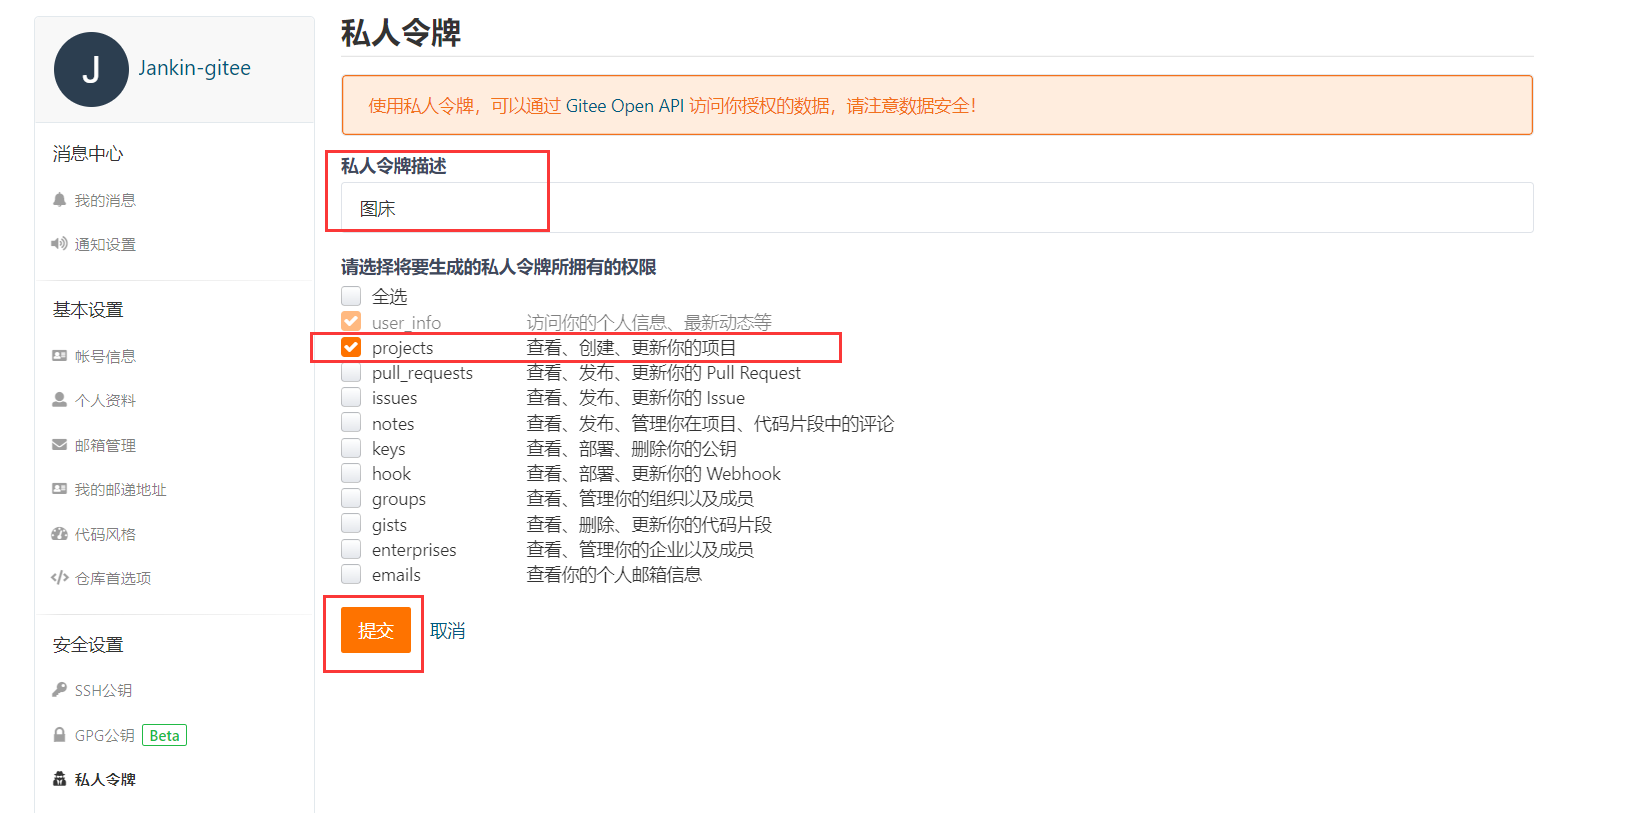 J
Jankin-gitee
消息中心
我的消息
通知设置
基本设置
帐号信息
个人资料
邮箱管理
我的邮递地址
代码风格
仓库首选项
安全设置
SSH公钥
GPG公钥 Beta
私人令牌
私人令牌
使用私人令牌，可以通过 Gitee Open API 访问你授权的数据，请注意数据安全！
私人令牌描述
图床
请选择将要生成的私人令牌所拥有的权限
全选
user_info 访问你的个人信息、最新动态等
projects 查看、创建、更新你的项目
pull_requests 查看、发布、更新你的 Pull Request
issues 查看、发布、更新你的 Issue
notes 查看、发布、管理你在项目、代码片段中的评论
keys 查看、部署、删除你的公钥
hook 查看、部署、更新你的 Webhook
groups 查看、管理你的组织以及成员
gists 查看、删除、更新你的代码片段
enterprises 查看、管理你的企业以及成员
emails 查看你的个人邮箱信息
提交 取消